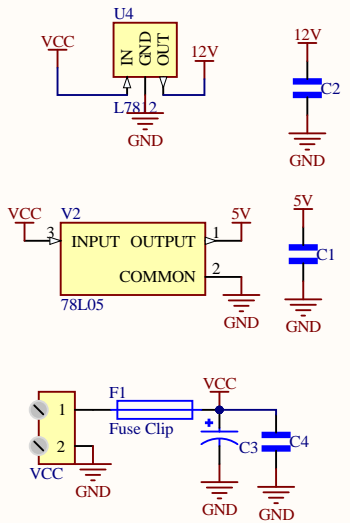 U4
VCC
IN
GND
OUT
12V
L7812
GND
12V
C2
GND
VCC
V2
3
INPUT
OUTPUT
1
5V
COMMON
2
78L05
GND
5V
C1
GND
1
2
VCC
GND
F1
Fuse Clip
VCC
+
C3
C4
GND
GND